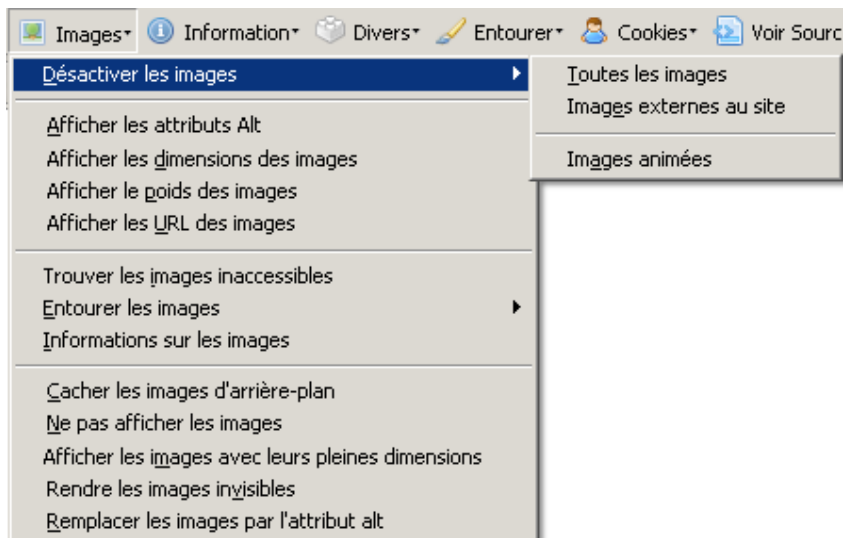 Images Information Divers Entourer Cookies Voir Sourc
Désactiver les images
Toutes les images
Images externes au site
Images animées
Afficher les attributs Alt
Afficher les dimensions des images
Afficher le poids des images
Afficher les URL des images
Trouver les images inaccessibles
Entourer les images
Informations sur les images
Cacher les images d'arrière-plan
Ne pas afficher les images
Afficher les images avec leurs pleines dimensions
Rendre les images invisibles
Remplacer les images par l'attribut alt